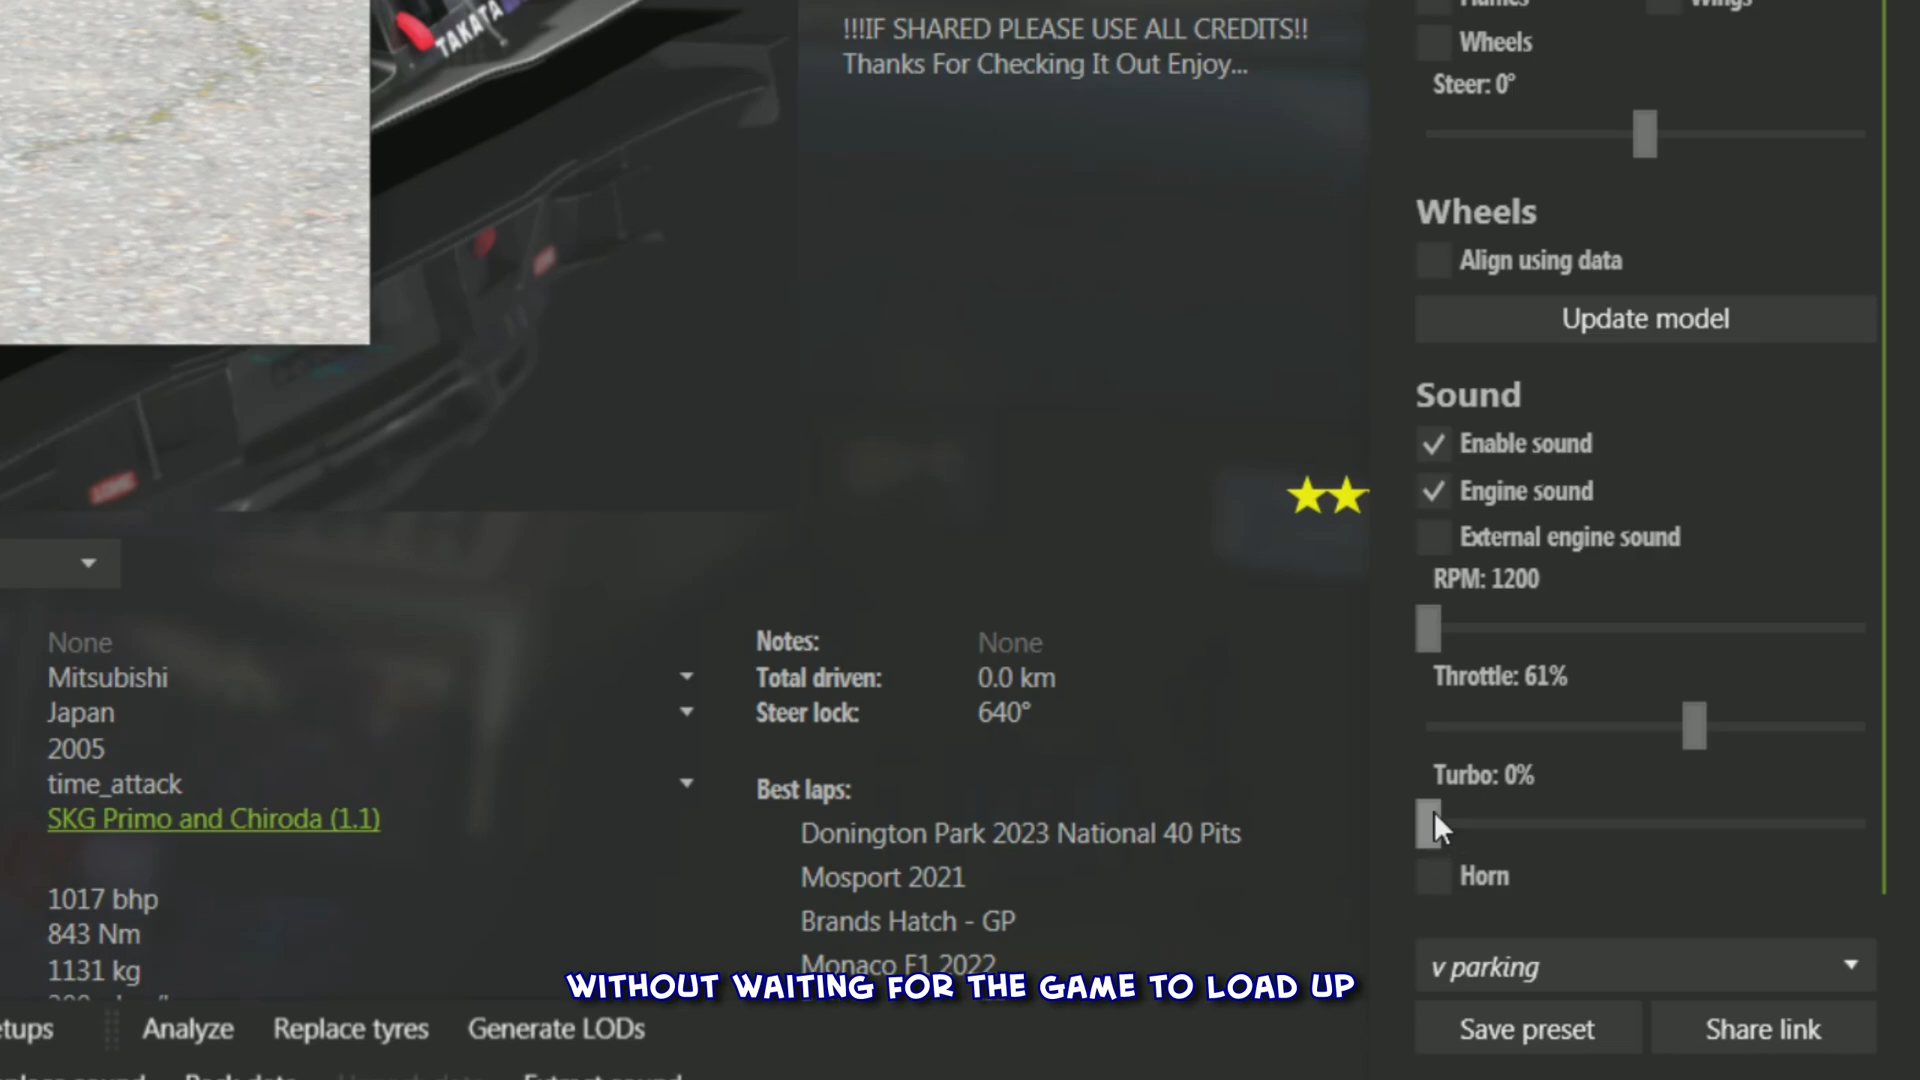 TAKATA
!!!IF SHARED PLEASE USE ALL CREDITS!!
Thanks For Checking It Out Enjoy...
Wheels
Steer: 0°
Wheels
Align using data
Update model
Sound
Enable sound
Engine sound
External engine sound
RPM: 1200
Throttle: 61%
Turbo: 0%
Horn
None
Mitsubishi
Japan
2005
time_attack
SKG Primo and Chiroda (1.1)
1017 bhp
843 Nm
1131 kg
Notes: None
Total driven: 0.0 km
Steer lock: 640°
Best laps:
Donington Park 2023 National 40 Pits
Mosport 2021
Brands Hatch - GP
Monaco F1 2022
WITHOUT WAITING FOR THE GAME TO LOAD UP
v parking
Save preset Share link
etups Analyze Replace tyres Generate LODs